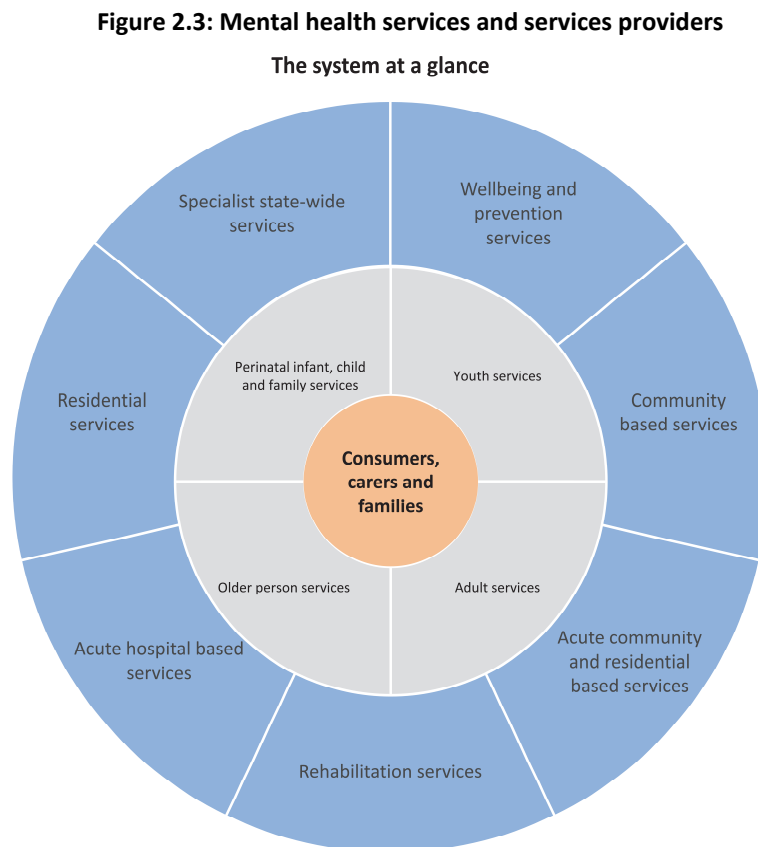 Figure 2.3: Mental health services and services providers
The system at a glance
Specialist state-wide
services
Wellbeing and
prevention
services
Perinatal infant, child
and family services
Youth services
Residential
services
Community
based services
Consumers,
carers and
families
Older person services
Adult services
Acute hospital based
services
Acute community
and residential
based services
Rehabilitation services